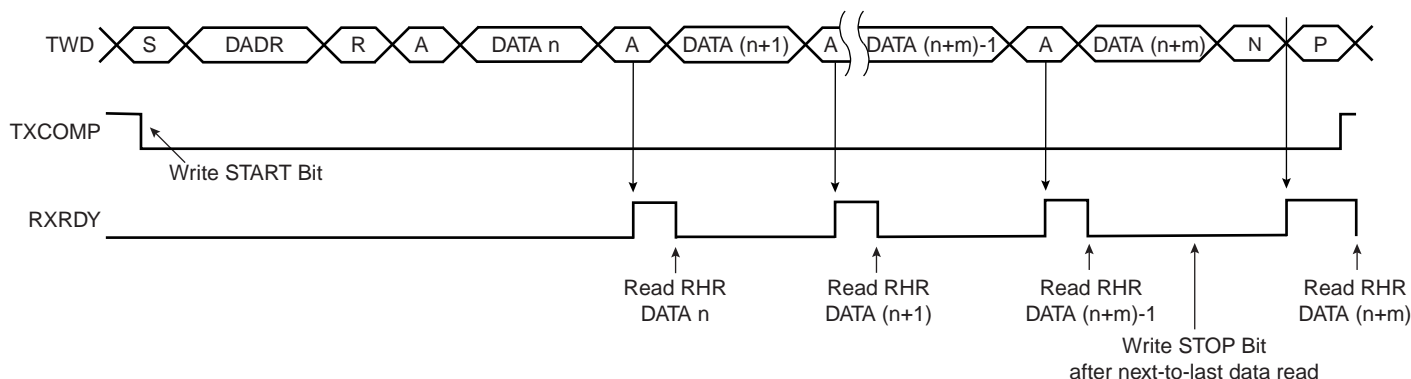 TWD S DADR R A DATA n A DATA (n+1) A DATA (n+m)-1 A DATA (n+m) N P
TXCOMP
Write START Bit
RXRDY
Read RHR
DATA n
Read RHR
DATA (n+1)
Read RHR
DATA (n+m)-1
Read RHR
DATA (n+m)
Write STOP Bit
after next-to-last data read